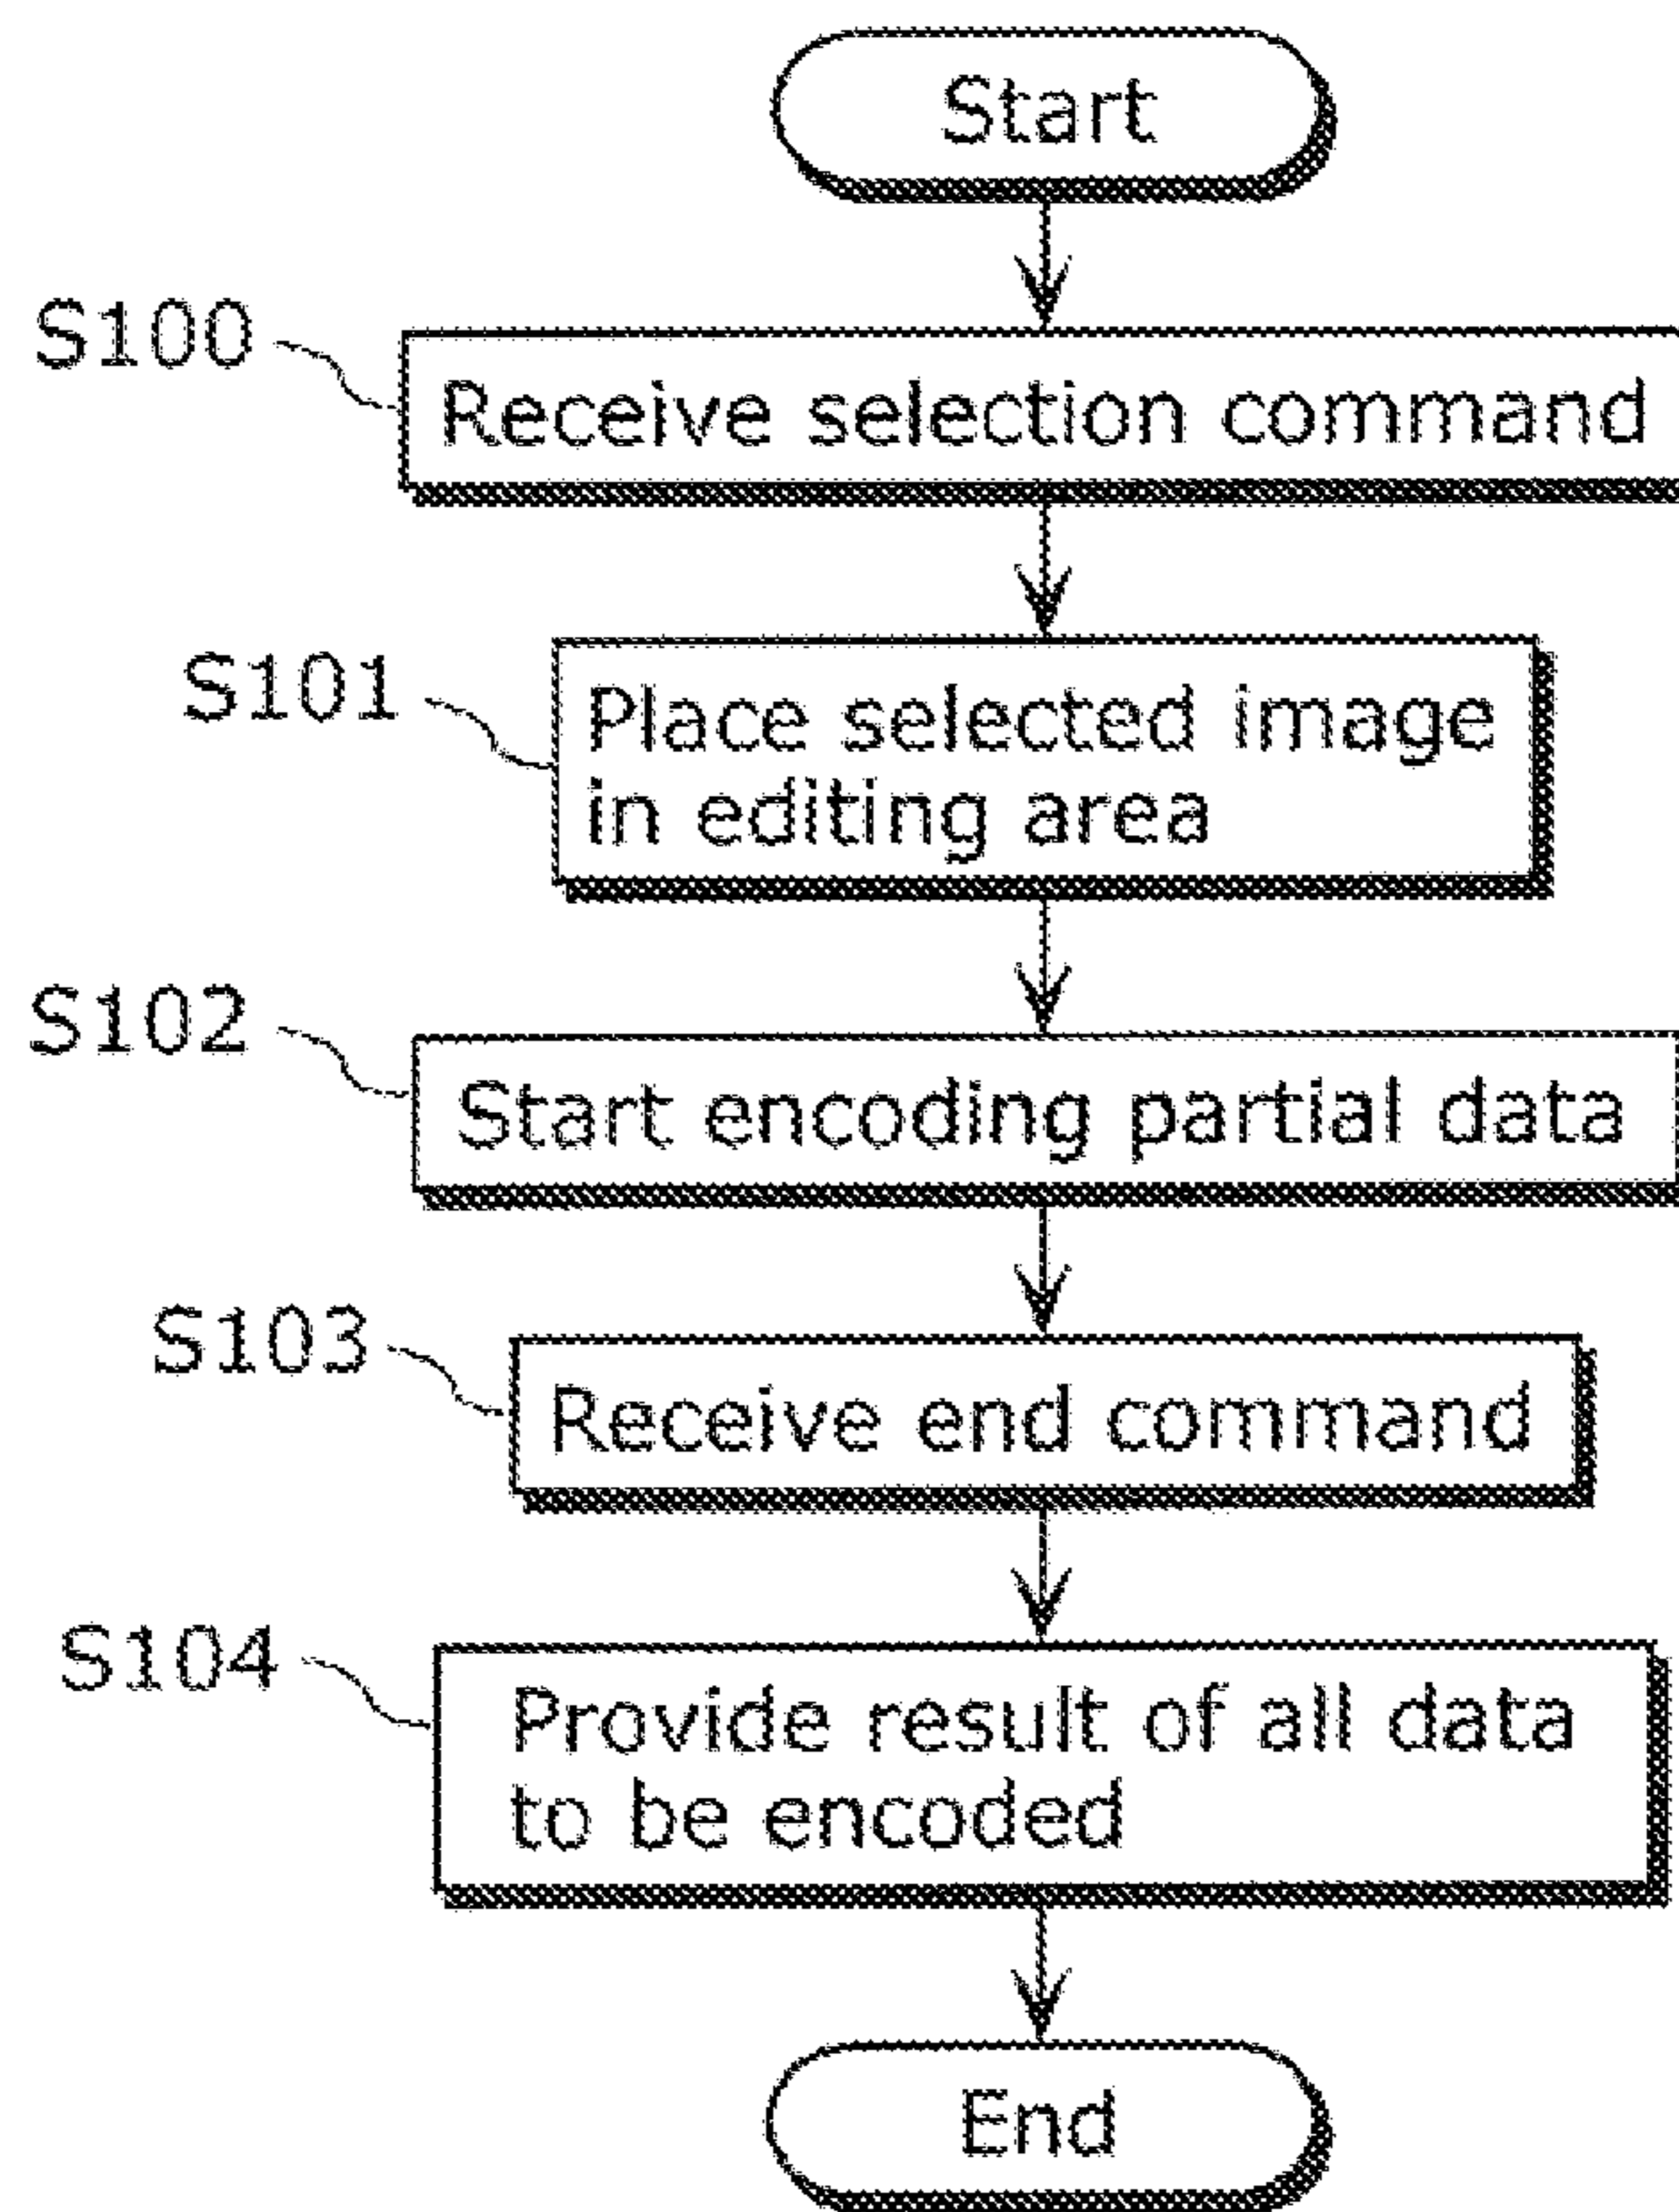 Start
S100
Receive selection command
S101
Place selected image
in editing area
S102
Start encoding partial data
S103
Receive end command
S104
Provide result of all data
to be encoded
End